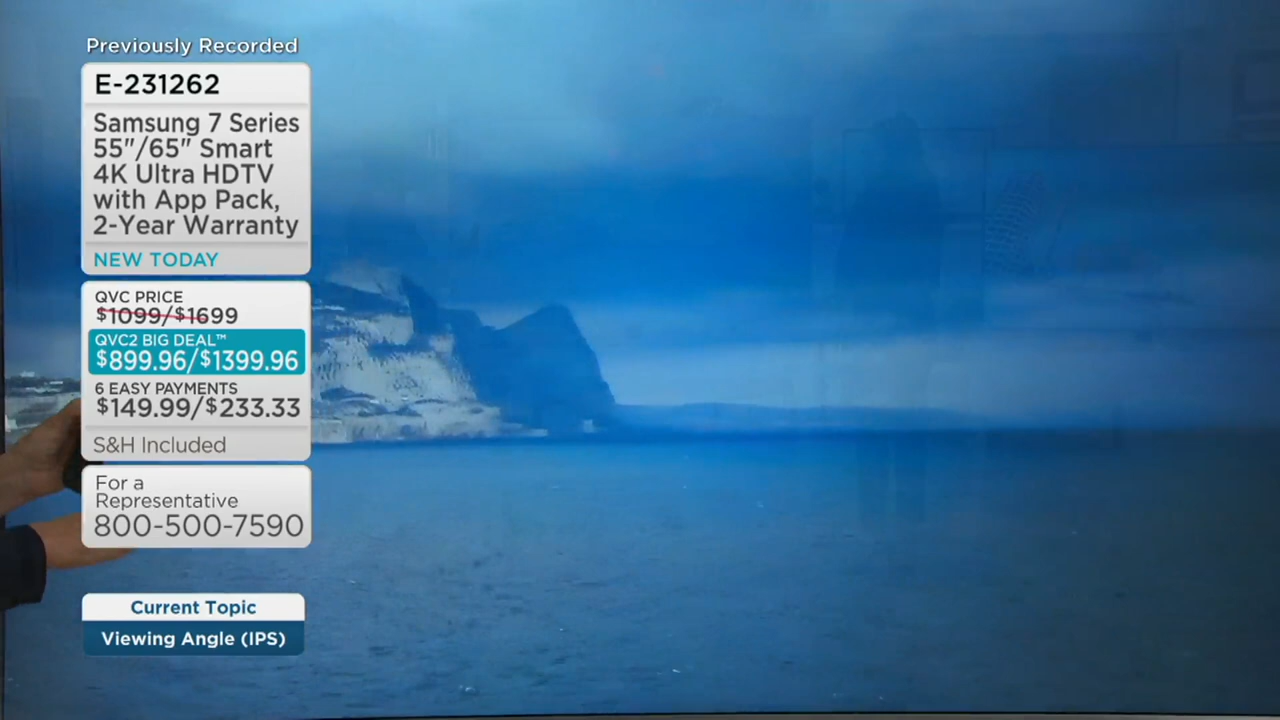 Previously Recorded
E-231262
Samsung 7 Series
55"/65" Smart
4K Ultra HDTV
with App Pack,
2-Year Warranty
NEW TODAY
QVC PRICE
$1099/$1699
QVC2 BIG DEAL™
$899.96/$1399.96
6 EASY PAYMENTS
$149.99/$233.33
S&H Included
For a
Representative
800-500-7590
Current Topic
Viewing Angle (IPS)